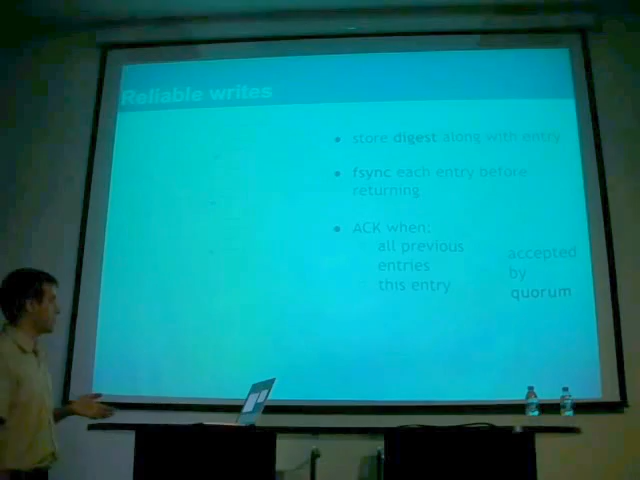 Reliable writes
• store digest along with entry
• fsync each entry before
returning
• ACK when:
all previous
entries
this entry
accepted
by
quorum